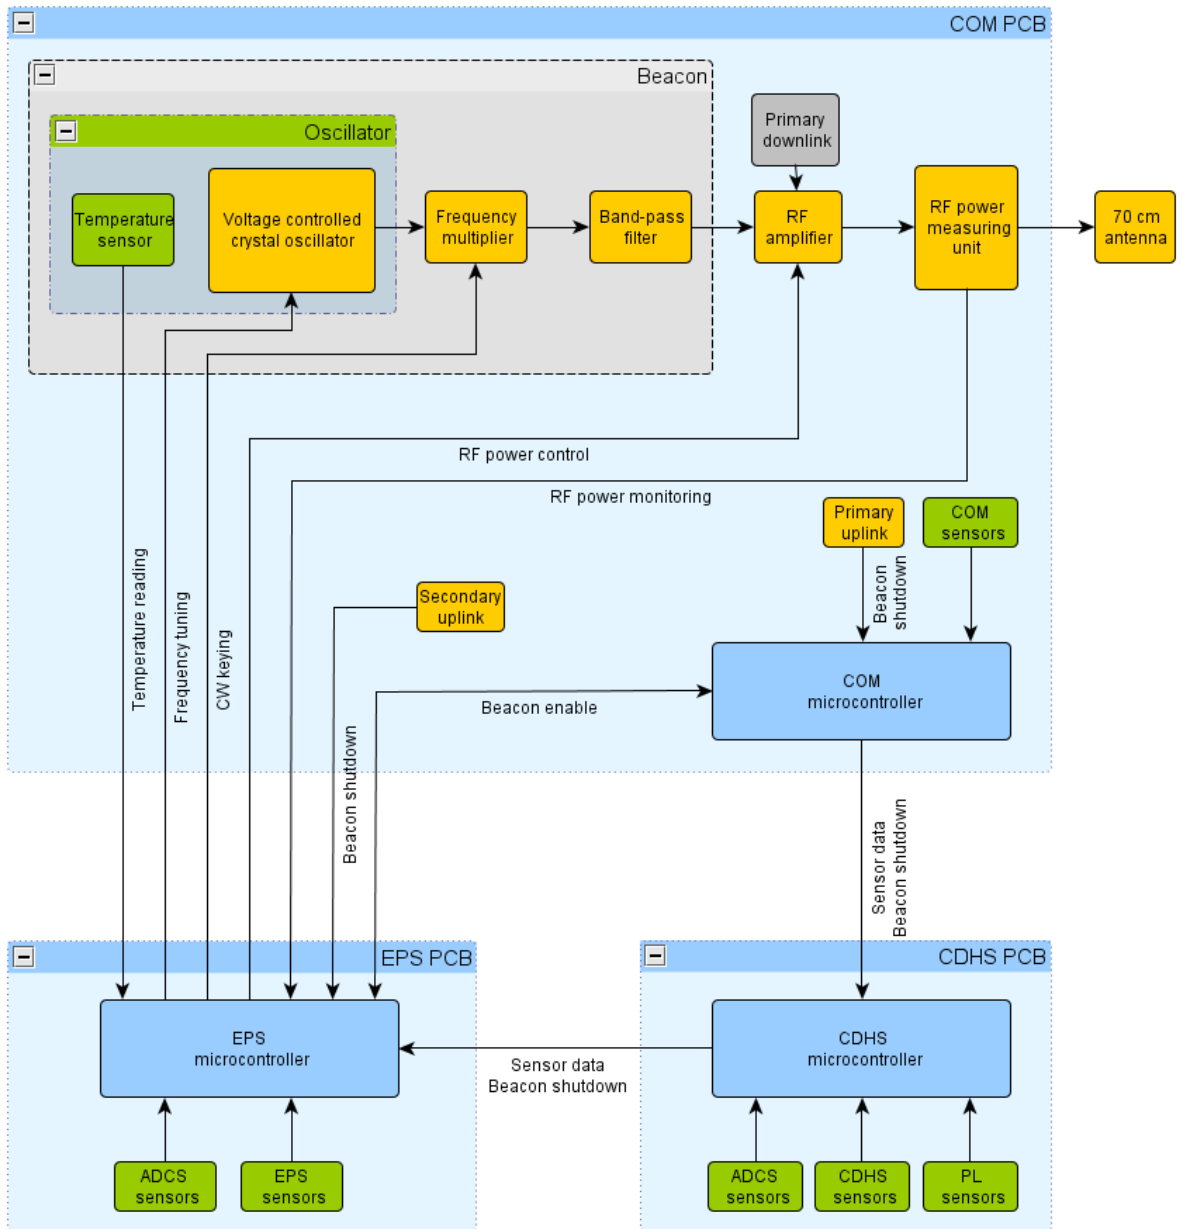 COM PCB
Beacon
Oscillator
Temperature
sensor
Voltage controlled
crystal oscillator
Frequency
multiplier
Band-pass
filter
Primary
downlink
RF
amplifier
RF power
measuring
unit
70 cm
antenna
RF power control
RF power monitoring
Primary
uplink
COM
sensors
Beacon
shutdown
Secondary
uplink
Temperature reading
Frequency tuning
CW keying
COM
microcontroller
Beacon enable
Beacon shutdown
Sensor data
Beacon shutdown
EPS PCB
CDHS PCB
EPS
microcontroller
Sensor data
Beacon shutdown
CDHS
microcontroller
ADCS
sensors
EPS
sensors
ADCS
sensors
CDHS
sensors
PL
sensors